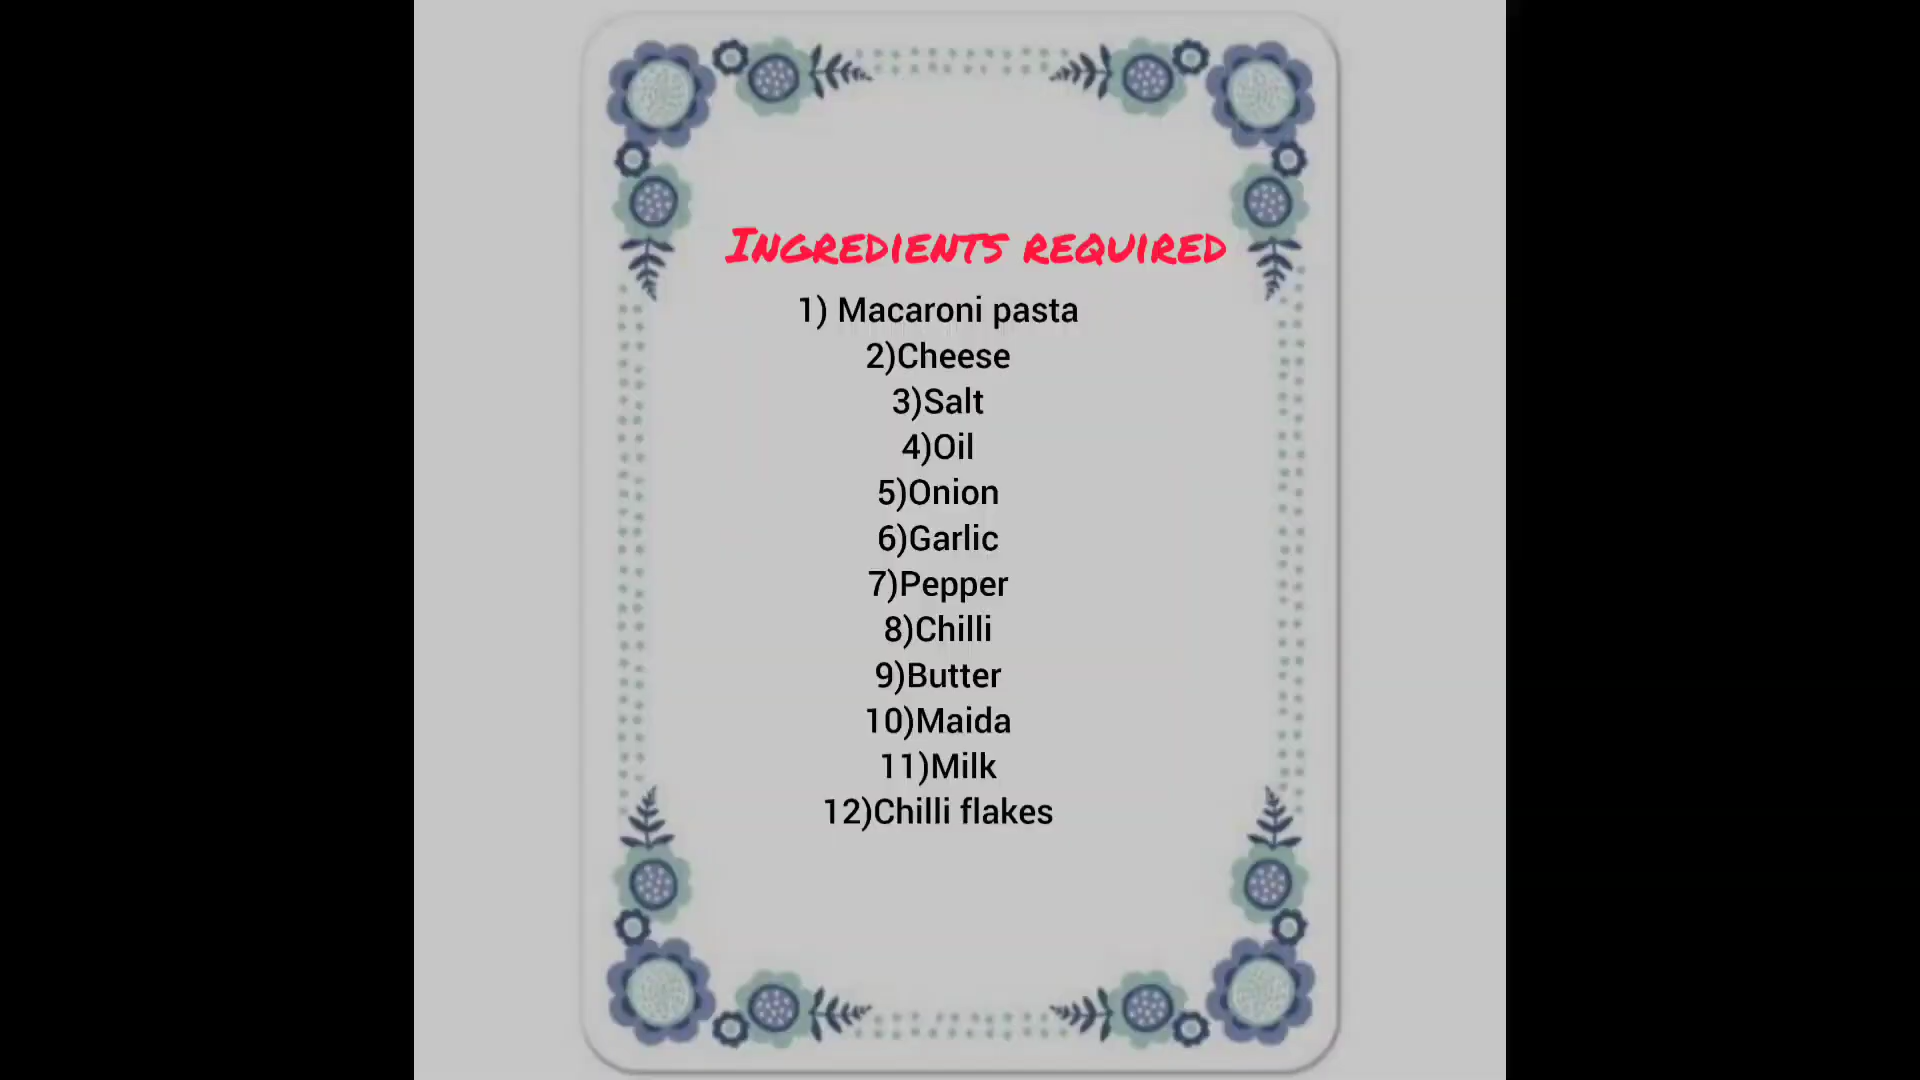 Ingredients required
1) Macaroni pasta
2)Cheese
3)Salt
4)Oil
5)Onion
6)Garlic
7)Pepper
8)Chilli
9)Butter
10)Maida
11)Milk
12)Chilli flakes